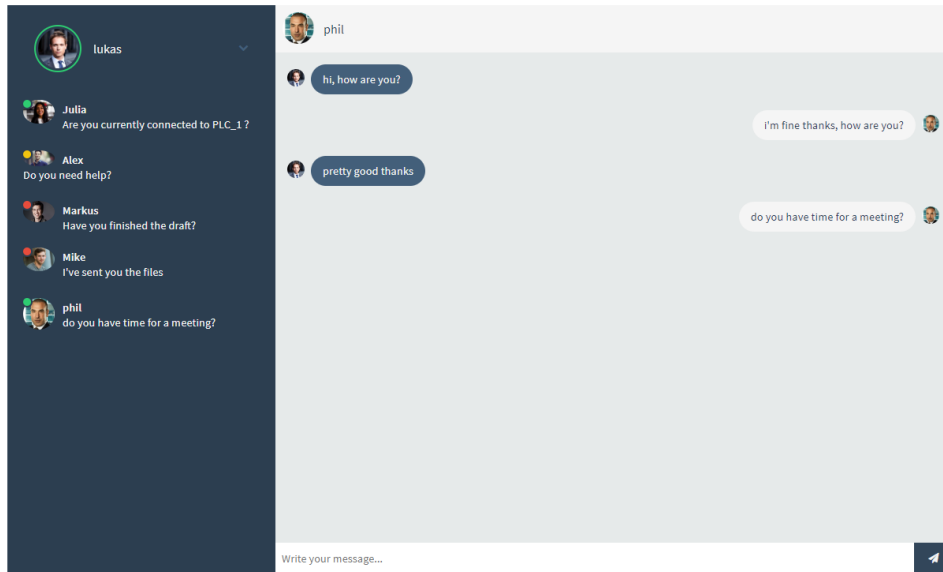 lukas
Julia
Are you currently connected to PLC_1 ?
Alex
Do you need help?
Markus
Have you finished the draft?
Mike
I've sent you the files
phil
do you have time for a meeting?
phil
hi, how are you?
i'm fine thanks, how are you?
pretty good thanks
do you have time for a meeting?
Write your message...